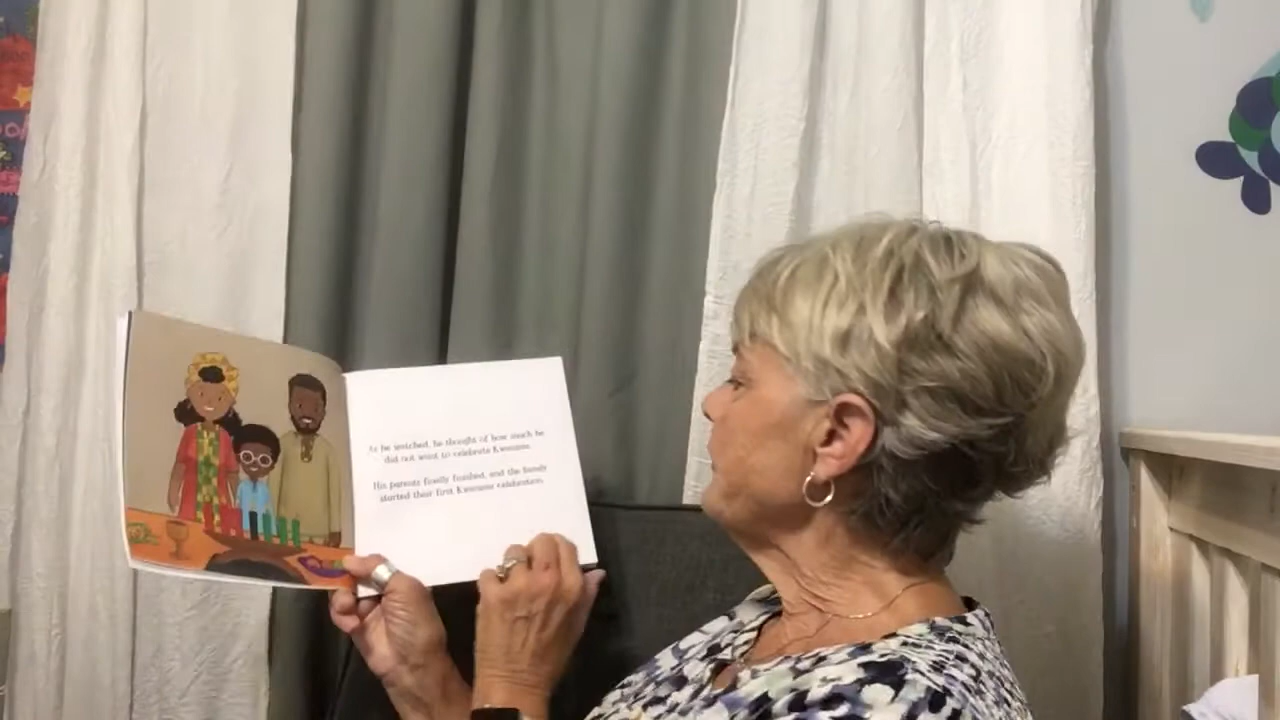 As he watched, he thought of how much he
did not want to celebrate Kwanzaa.
His parents finally finished, and the family
started their first Kwanzaa celebration.